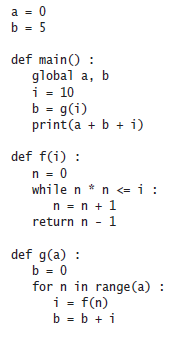 a = 0
b = 5
def main() :
global a, b
i = 10
b = g(i)
print(a + b + i)
def f(i) :
n = 0
while n * n <= i :
n = n + 1
return n - 1
def g(a) :
b = 0
for n in range(a) :
i = f(n)
b = b + i